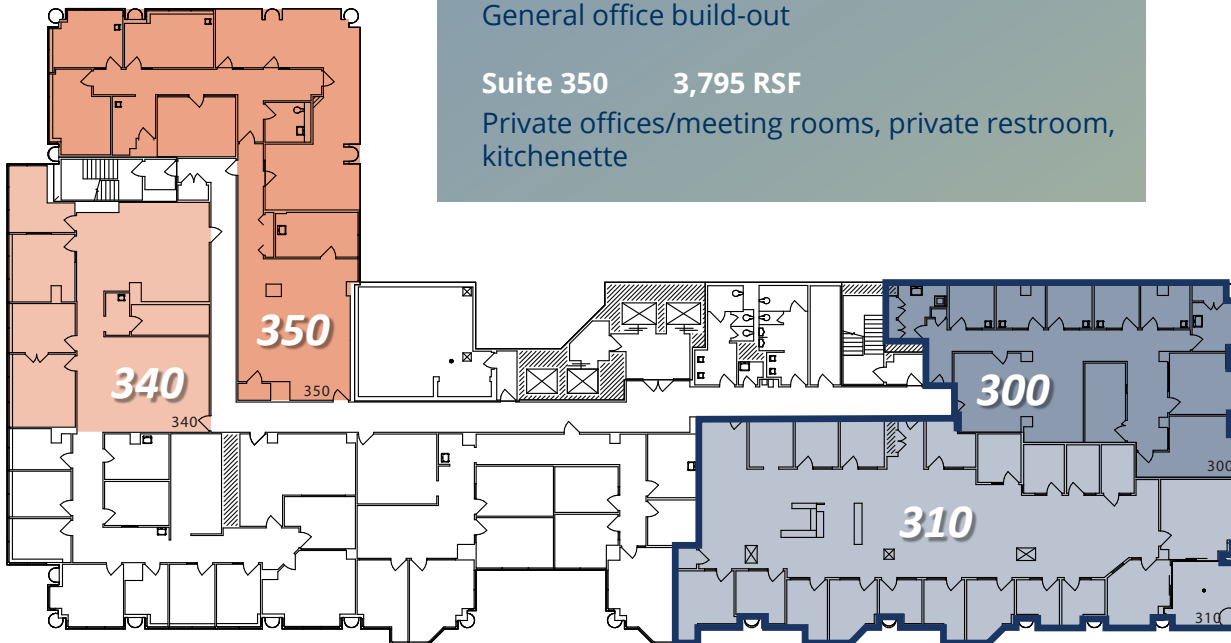 General office build-out
Suite 350 3,795 RSF
Private offices/meeting rooms, private restroom,
kitchenette
350
350
340
340
300
300
310
310